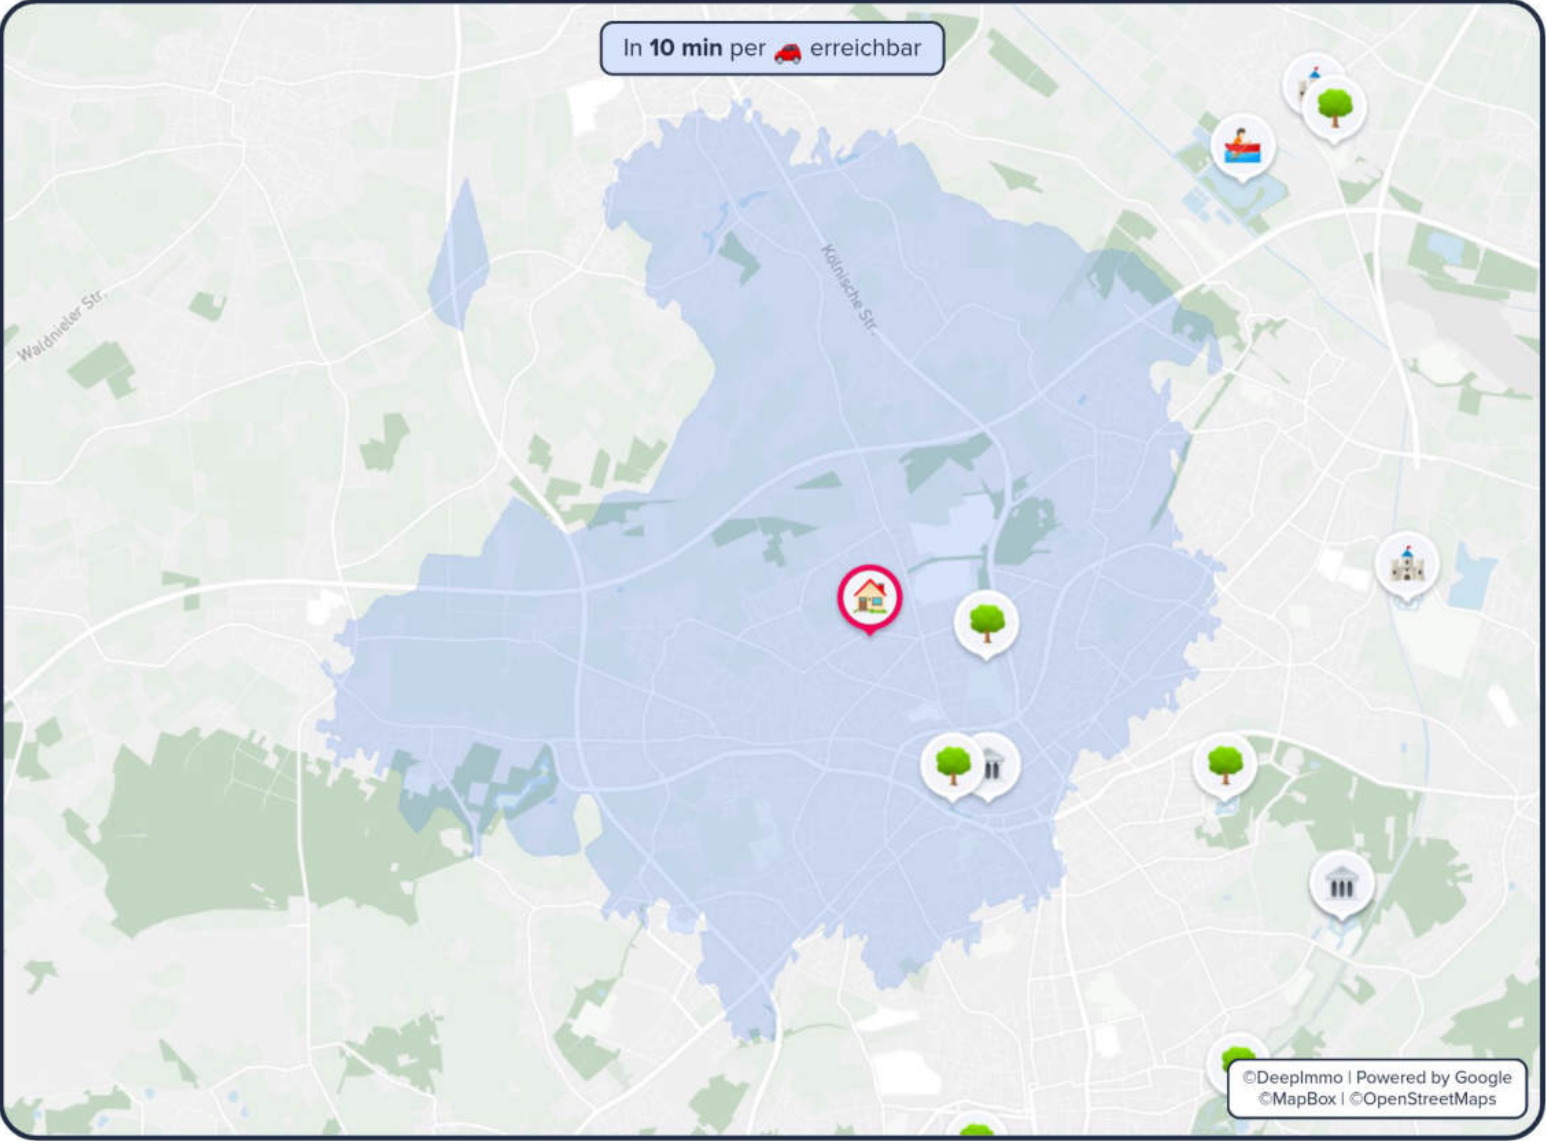 In 10 min per 🚗 erreichbar
Kölnische Str.
Waldnieler Str.
©DeepImmo | Powered by Google
©MapBox | ©OpenStreetMaps